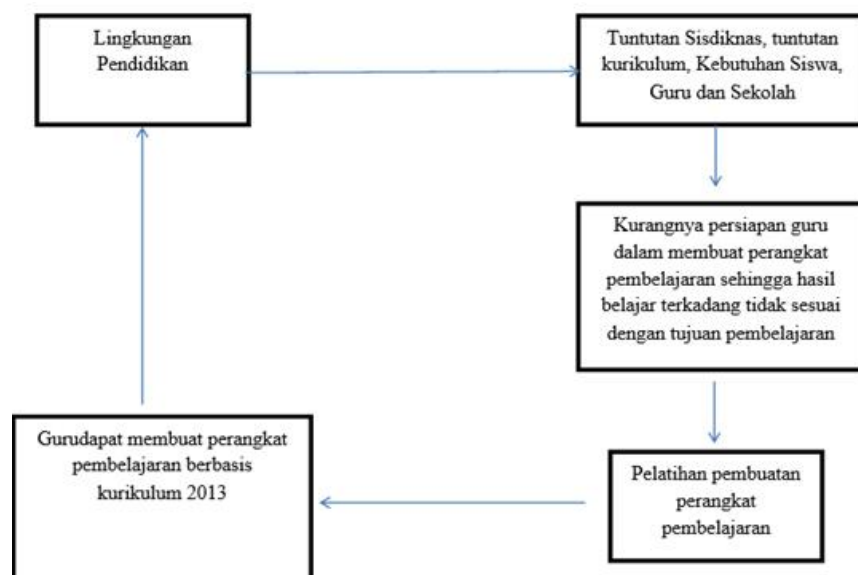 Lingkungan
Pendidikan
Tuntutan Sisdiknas, tuntutan
kurikulum, Kebutuhan Siswa,
Guru dan Sekolah
Kurangnya persiapan guru
dalam membuat perangkat
pembelajaran sehingga hasil
belajar terkadang tidak sesuai
dengan tujuan pembelajaran
Pelatihan pembuatan
perangkat
pembelajaran
Gurudapat membuat perangkat
pembelajaran berbasis
kurikulum 2013